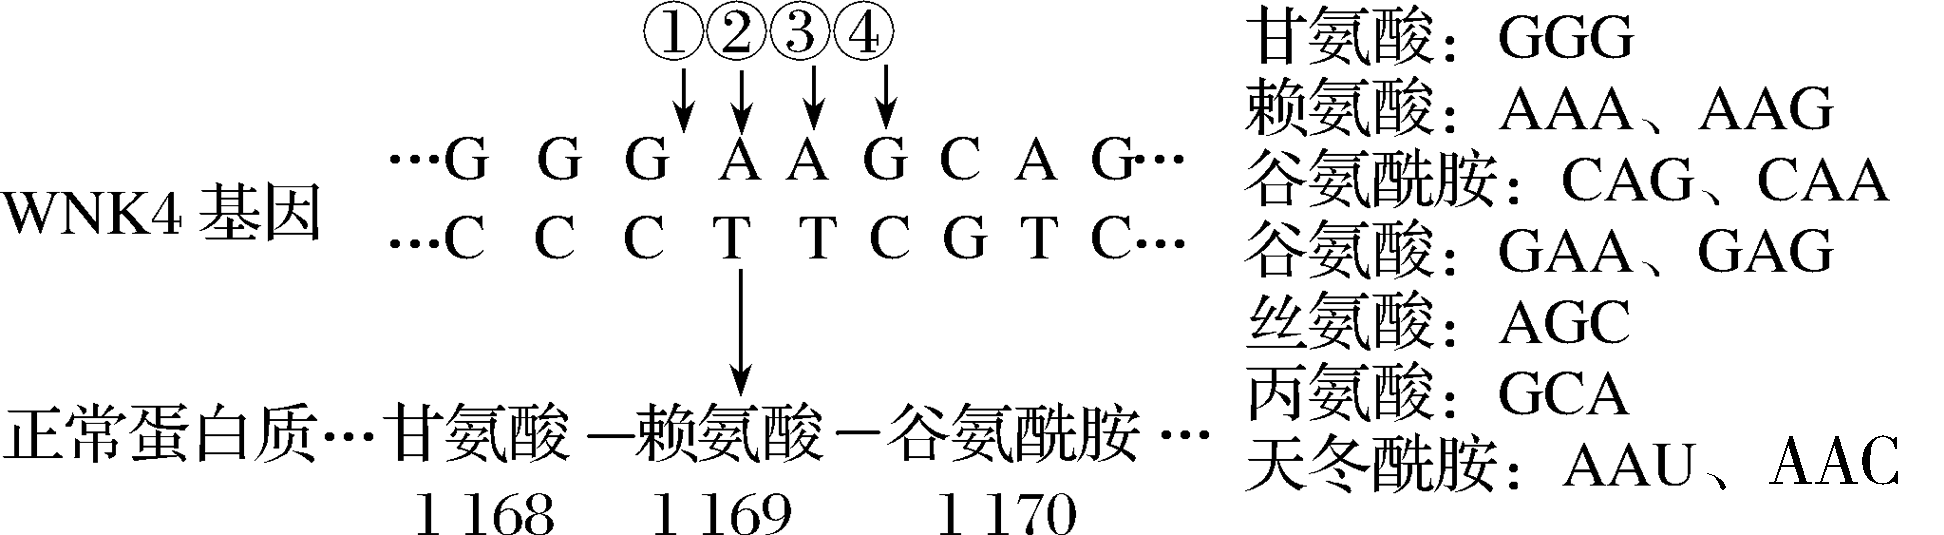 ①②③④
…G G G A A G C A G…
WNK4 基因
…C C C T T C G T C…
正常蛋白质…甘氨酸－赖氨酸－谷氨酰胺…
1 168 1 169 1 170
甘氨酸：GGG
赖氨酸：AAA、AAG
谷氨酰胺：CAG、CAA
谷氨酸：GAA、GAG
丝氨酸：AGC
丙氨酸：GCA
天冬酰胺：AAU、AAC